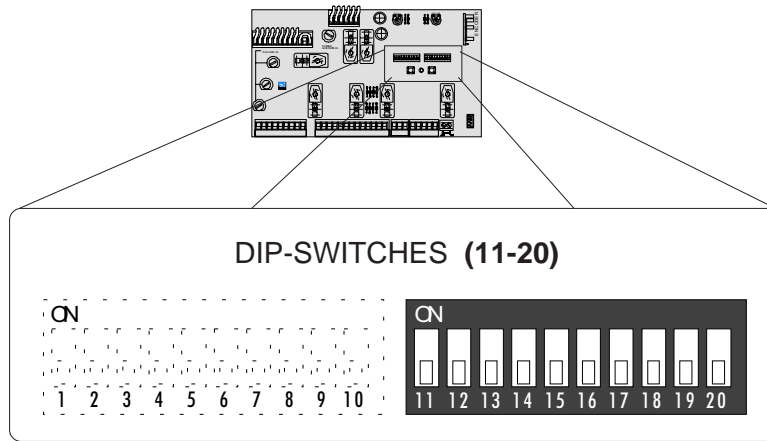 ENCODER
DIP-SWITCHES (11-20)
ON
1 2 3 4 5 6 7 8 9 10
ON
11 12 13 14 15 16 17 18 19 20